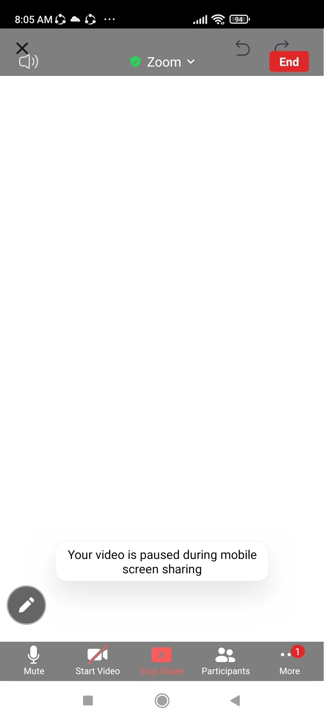 8:05 AM
94
Zoom
End
Your video is paused during mobile
screen sharing
Mute
Start Video
Stop Share
Participants
1
More